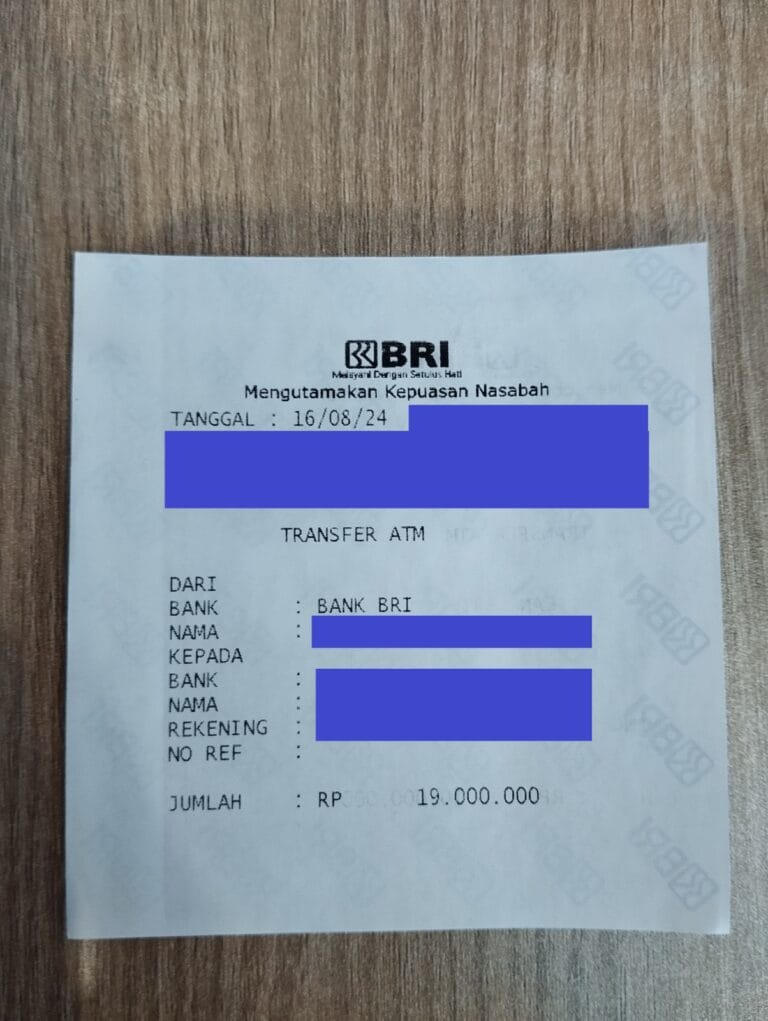 BRI
Melayani Dengan Setulus Hati
Mengutamakan Kepuasan Nasabah
TANGGAL : 16/08/24
TRANSFER ATM
DARI
BANK : BANK BRI
NAMA :
KEPADA
BANK :
NAMA :
REKENING :
NO REF :
JUMLAH : RP 19.000.000